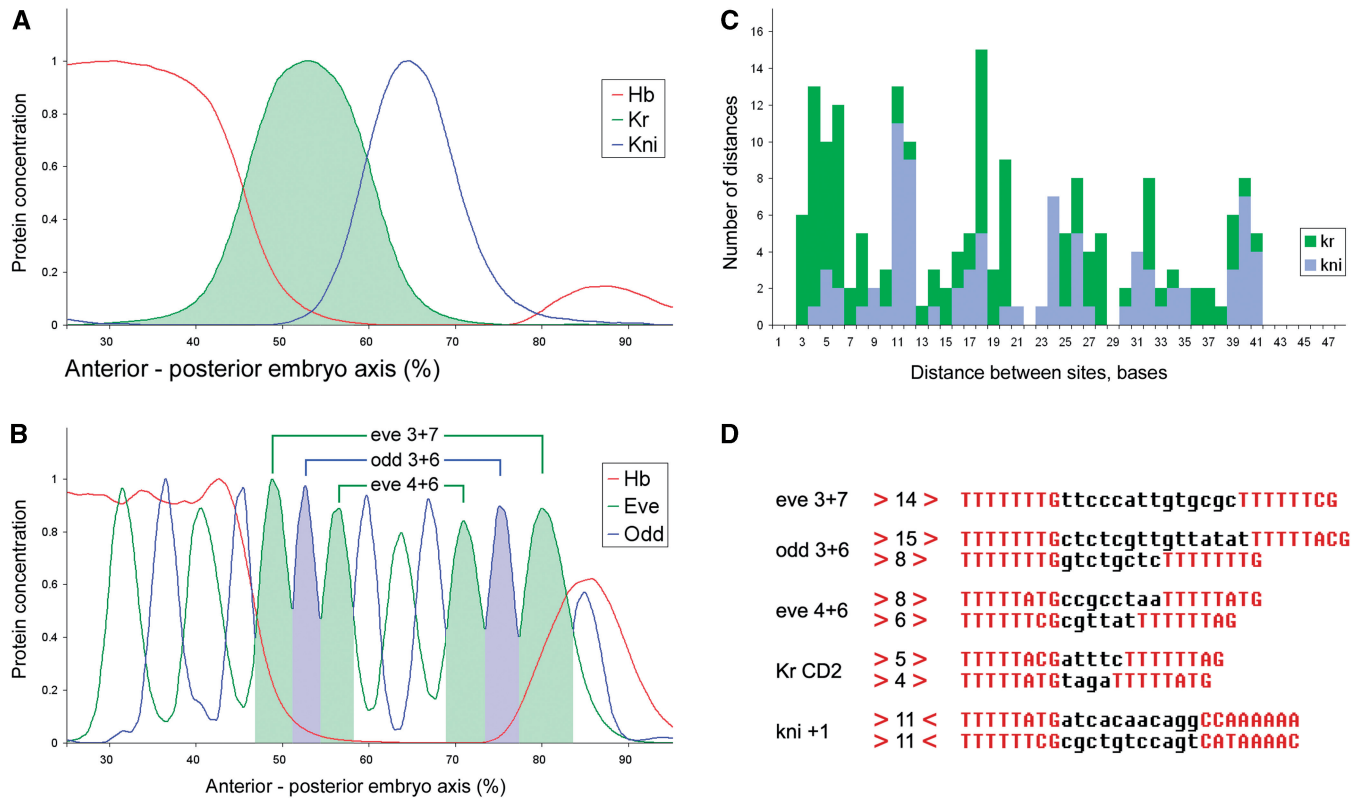 A
Protein concentration
1
0.8
0.6
0.4
0.2
0
30 40 50 60 70 80 90
Anterior - posterior embryo axis (%)
Hb
Kr
Kni
B
Protein concentration
1
0.8
0.6
0.4
0.2
0
30 40 50 60 70 80 90
Anterior - posterior embryo axis (%)
eve 3+7
odd 3+6
eve 4+6
Hb
Eve
Odd
C
Number of distances
16
14
12
10
8
6
4
2
0
1 3 5 7 9 11 13 15 17 19 21 23 25 27 29 31 33 35 37 39 41 43 45 47
Distance between sites, bases
kr
kni
D
eve 3+7 > 14 > TTTTTTTGttcccattgtgcgcTTTTTTCG
odd 3+6 > 15 > TTTTTTTGctctcgttgttatatTTTTTACG
> 8 > TTTTTTTGgtctgctcTTTTTTTG
eve 4+6 > 8 > TTTTTATGccgcctaaTTTTTATG
> 6 > TTTTTTCGcgttatTTTTTTAG
Kr CD2 > 5 > TTTTTACGatttcTTTTTTAG
> 4 > TTTTTATGtagaTTTTTATG
kni +1 > 11 < TTTTTATGatcacaacaggCCAAAAAA
> 11 < TTTTTTCGcgctgtccagtCATAAAAC